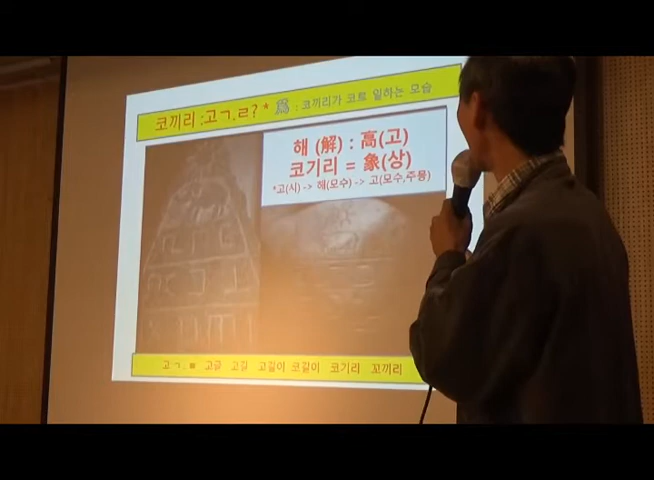 코끼리 :고ㄱ.ㄹ?* 爲 : 코끼리가 코로 일하는 모습
해 (解) : 高(고)
코기리 = 象(상)
*고(시) -> 해(모수) -> 고(모수,주몽)
고글 고길 고길이 코길이 코기리 꼬끼리